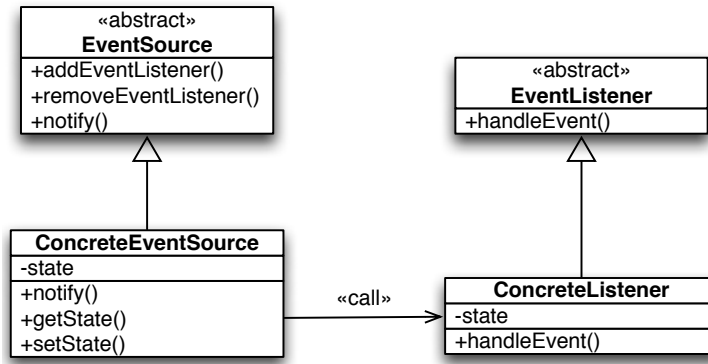 «abstract»
EventSource
+addEventListener()
+removeEventListener()
+notify()
«abstract»
EventListener
+handleEvent()
ConcreteEventSource
-state
+notify()
+getState()
+setState()
«call»
ConcreteListener
-state
+handleEvent()